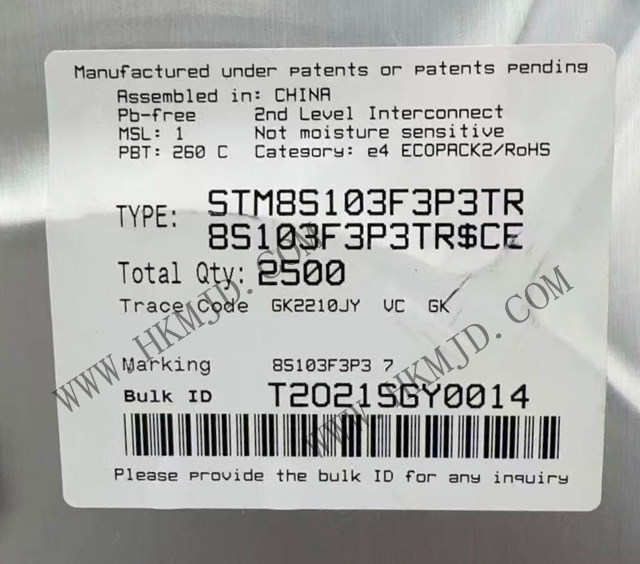 Manufactured under patents or patents pending
Assembled in: CHINA
Pb-free 2nd Level Interconnect
MSL: 1 Not moisture sensitive
PBT: 260 C Category: e4 ECOPACK2/RoHS
TYPE: STM8S103F3P3TR
8S103F3P3TR$CE
Total Qty: 2500
Trace Code GK2210JY VC GK
Marking 8S103F3P3 7
Bulk ID T2021SGY0014
Please provide the bulk ID for any inquiry
WWW.HKMJD.COM
WWW.HKMJD.COM